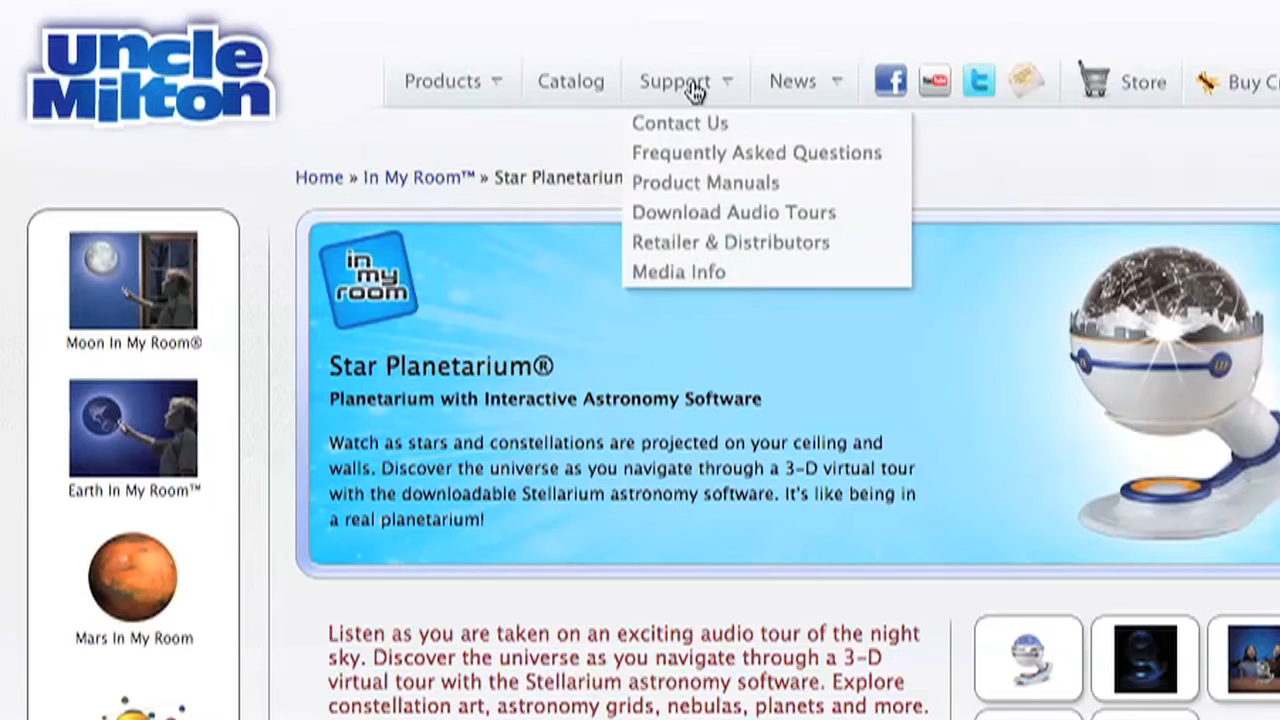 Uncle
Milton
Products
Catalog
Support
News
Store
Buy
Contact Us
Frequently Asked Questions
Product Manuals
Download Audio Tours
Retailer & Distributors
Media Info
Home » In My Room™ » Star Planetarium
in
my
room
Star Planetarium®
Planetarium with Interactive Astronomy Software
Watch as stars and constellations are projected on your ceiling and
walls. Discover the universe as you navigate through a 3-D virtual tour
with the downloadable Stellarium astronomy software. It's like being in
a real planetarium!
Moon In My Room®
Earth In My Room™
Mars In My Room
Listen as you are taken on an exciting audio tour of the night
sky. Discover the universe as you navigate through a 3-D
virtual tour with the Stellarium astronomy software. Explore
constellation art, astronomy grids, nebulas, planets and more.